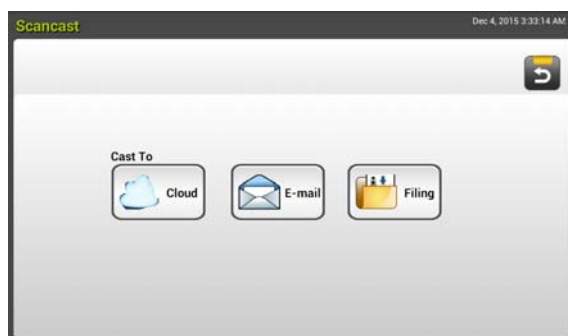 Scancast
Dec 4, 2015 3:33:14 AM
Cast To
Cloud
E-mail
Filing